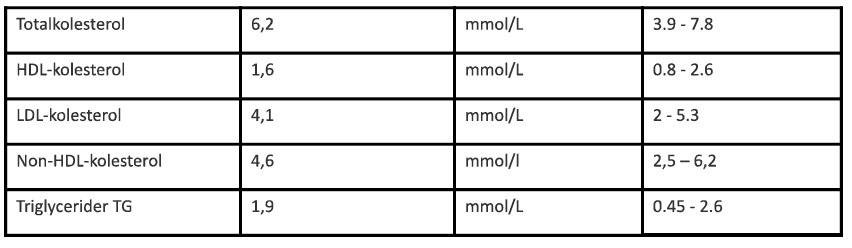 Totalkolesterol 6,2 mmol/L 3.9 - 7.8
HDL-kolesterol 1,6 mmol/L 0.8 - 2.6
LDL-kolesterol 4,1 mmol/L 2 - 5.3
Non-HDL-kolesterol 4,6 mmol/l 2,5 – 6,2
Triglycerider TG 1,9 mmol/L 0.45 - 2.6